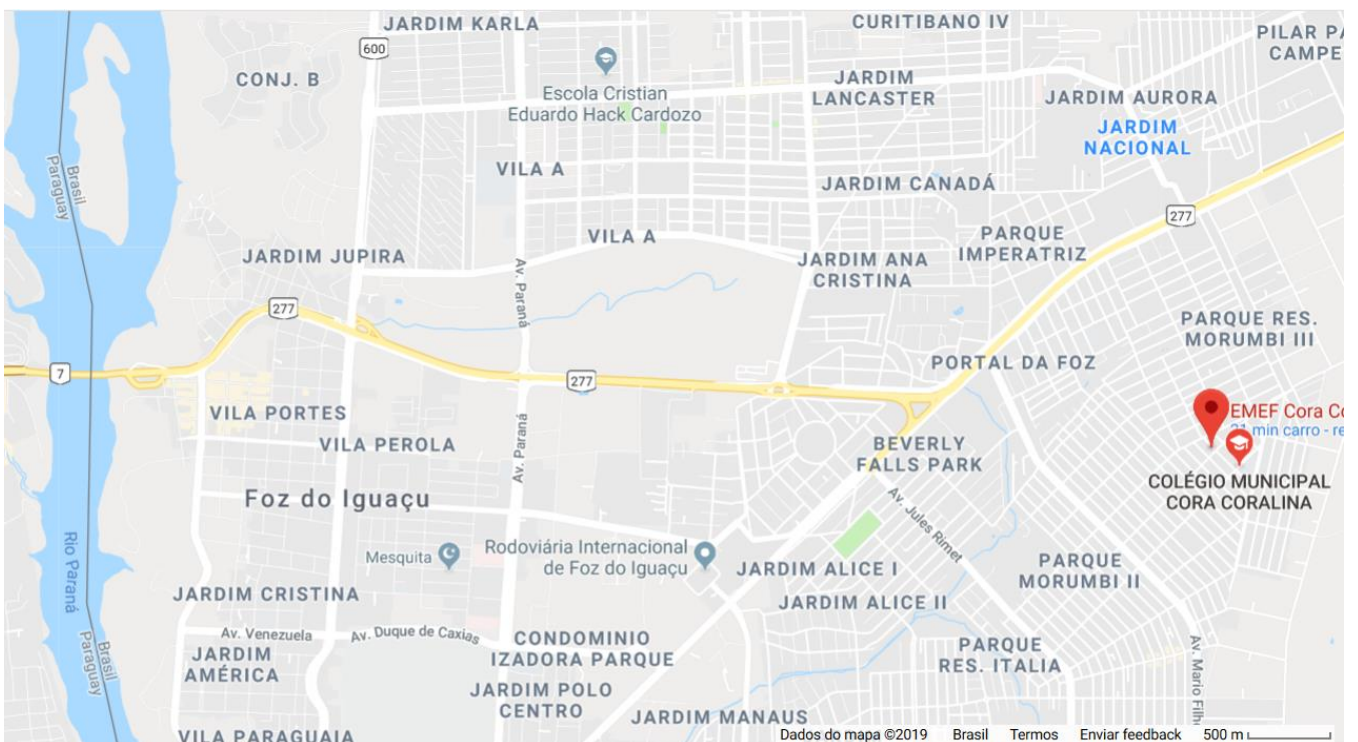 JARDIM KARLA
CURITIBANO IV
PILAR PA
CAMPE
600
CONJ. B
Escola Cristian
Eduardo Hack Cardozo
JARDIM
LANCASTER
JARDIM AURORA
JARDIM
NACIONAL
VILA A
JARDIM CANADÁ
Brasil
Paraguay
277
VILA A
PARQUE
IMPERATRIZ
JARDIM JUPIRA
JARDIM ANA
CRISTINA
Av. Paraná
277
PARQUE RES.
MORUMBI III
7
277
PORTAL DA FOZ
VILA PORTES
VILA PEROLA
Av. Paraná
BEVERLY
FALLS PARK
EMEF Cora Co
21 min carro - re
COLÉGIO MUNICIPAL
CORA CORALINA
Foz do Iguaçu
Av. Jules Rimet
Rio Paraná
Mesquita
Rodoviária Internacional
de Foz do Iguaçu
JARDIM ALICE I
PARQUE
MORUMBI II
JARDIM CRISTINA
JARDIM ALICE II
Brasil
Paraguay
Av. Venezuela
Av. Duque de Caxias
CONDOMINIO
IZADORA PARQUE
PARQUE
RES. ITALIA
JARDIM
AMÉRICA
Av. Mario Filho
JARDIM POLO
CENTRO
JARDIM MANAUS
VILA PARAGUAIA
Dados do mapa ©2019 Brasil Termos Enviar feedback 500 m